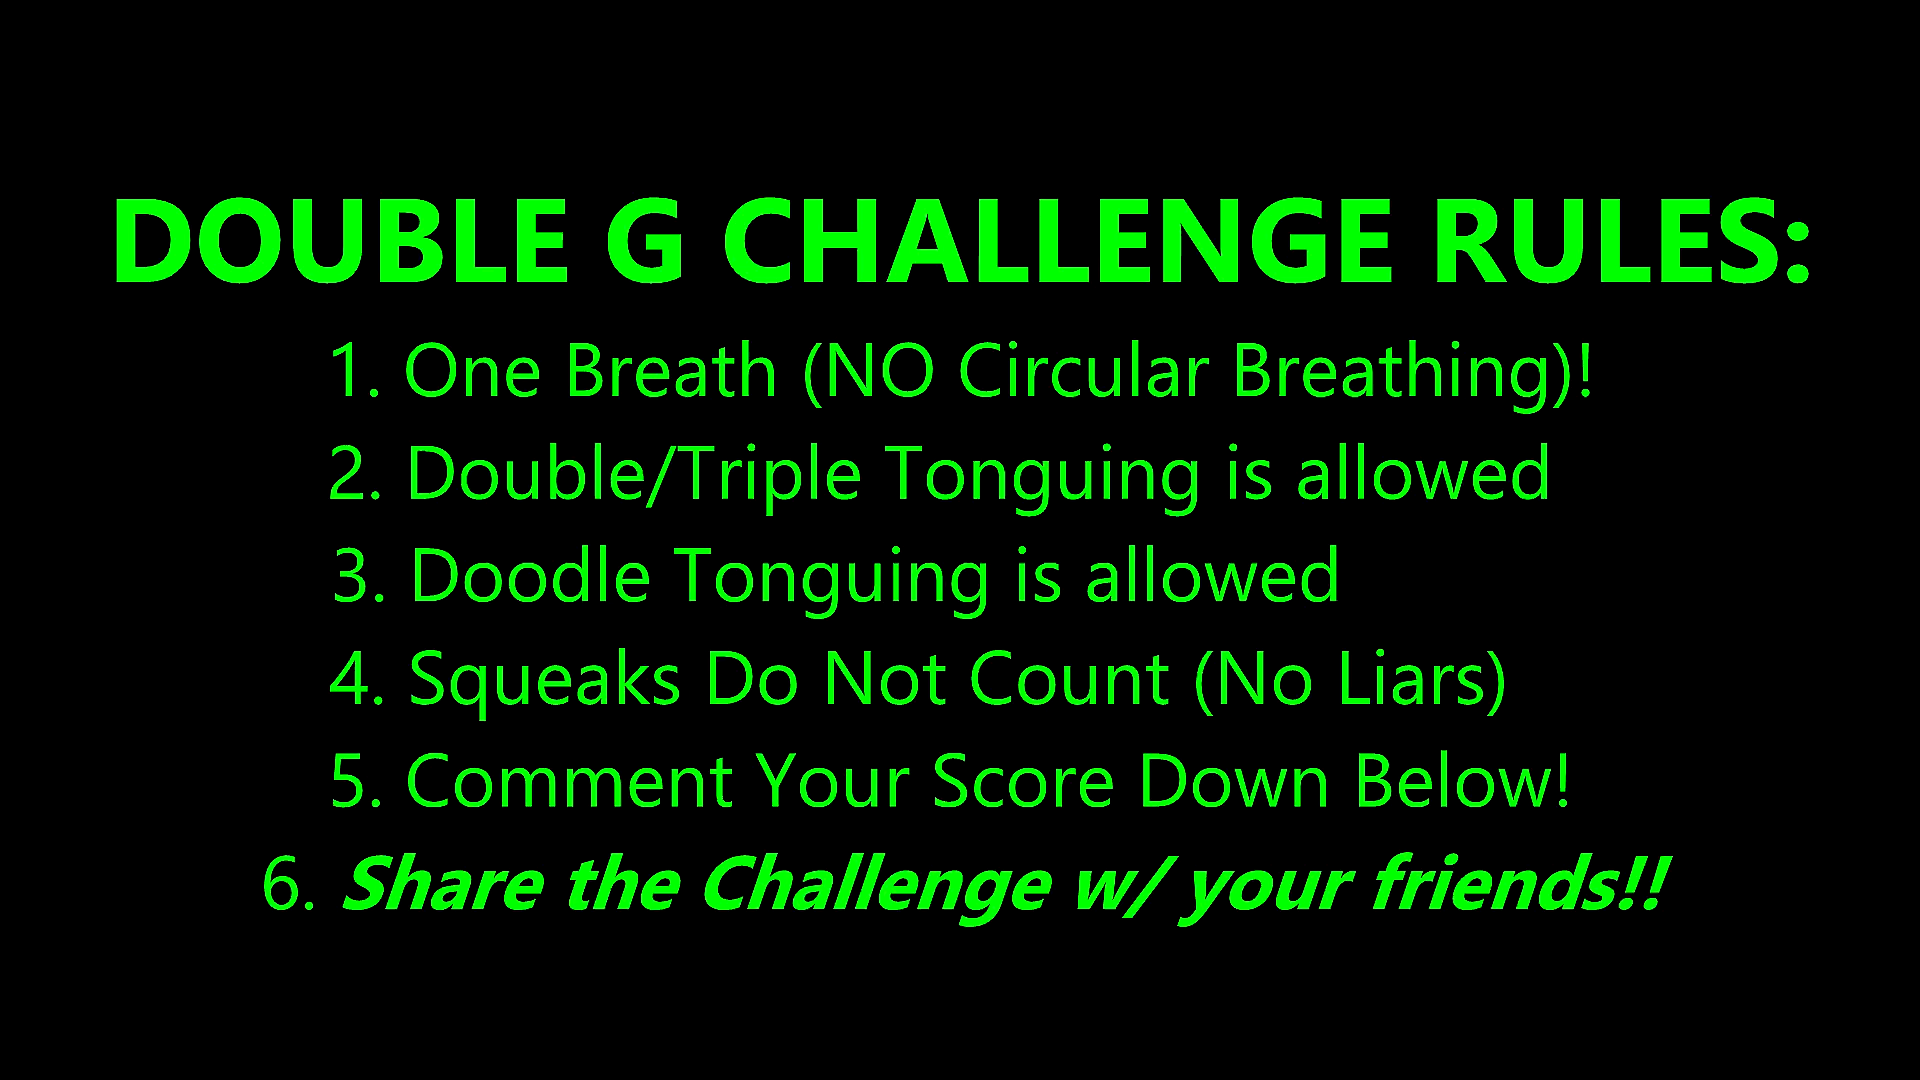 DOUBLE G CHALLENGE RULES:
1. One Breath (NO Circular Breathing)!
2. Double/Triple Tonguing is allowed
3. Doodle Tonguing is allowed
4. Squeaks Do Not Count (No Liars)
5. Comment Your Score Down Below!
6. Share the Challenge w/ your friends!!